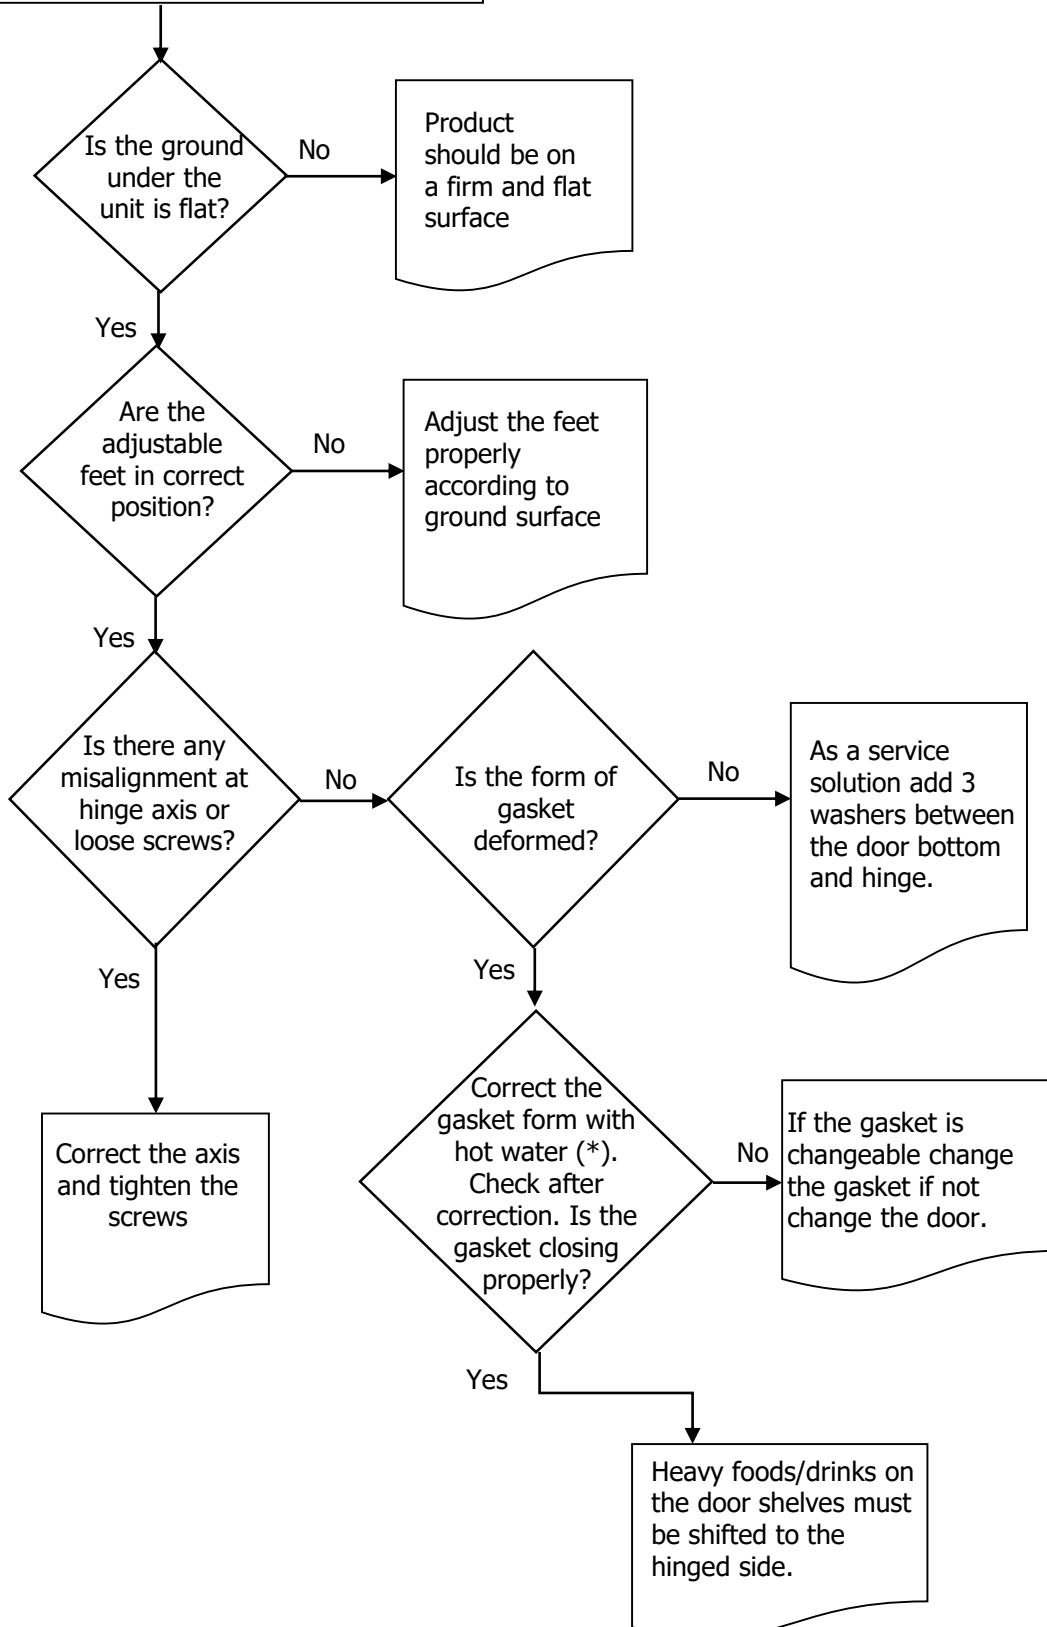 Is the ground
under the
unit is flat?
No
Product
should be on
a firm and flat
surface
Yes
Are the
adjustable
feet in correct
position?
No
Adjust the feet
properly
according to
ground surface
Yes
Is there any
misalignment at
hinge axis or
loose screws?
No
Is the form of
gasket
deformed?
No
As a service
solution add 3
washers between
the door bottom
and hinge.
Yes
Correct the axis
and tighten the
screws
Yes
Correct the
gasket form with
hot water (*).
Check after
correction. Is the
gasket closing
properly?
No
If the gasket is
changeable change
the gasket if not
change the door.
Yes
Heavy foods/drinks on
the door shelves must
be shifted to the
hinged side.